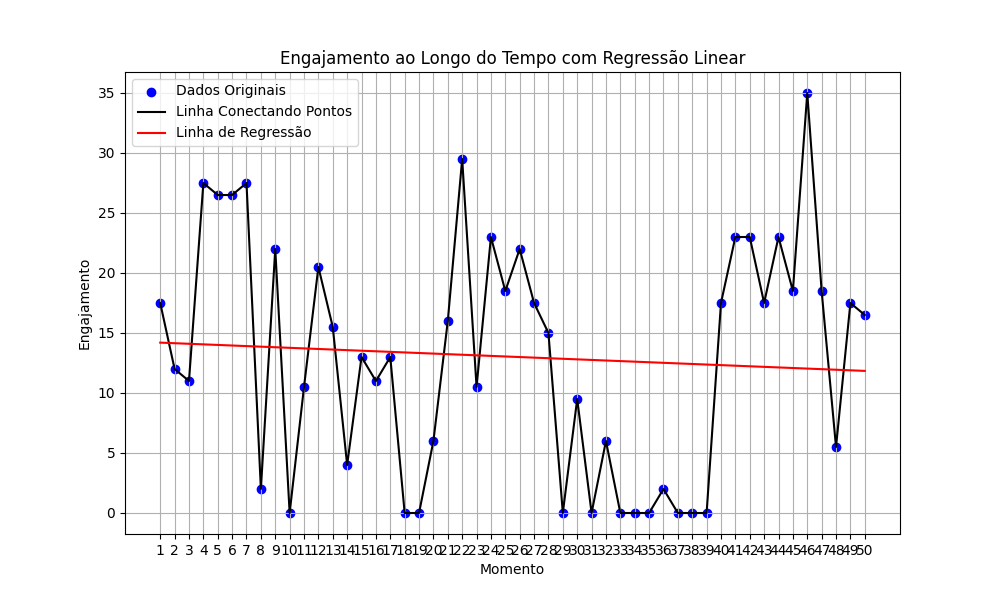 Engajamento ao Longo do Tempo com Regressão Linear
Dados Originais
Linha Conectando Pontos
Linha de Regressão
Engajamento
35
30
25
20
15
10
5
0
1 2 3 4 5 6 7 8 9 10 11 12 13 14 15 16 17 18 19 20 21 22 23 24 25 26 27 28 29 30 31 32 33 34 35 36 37 38 39 40 41 42 43 44 45 46 47 48 49 50
Momento